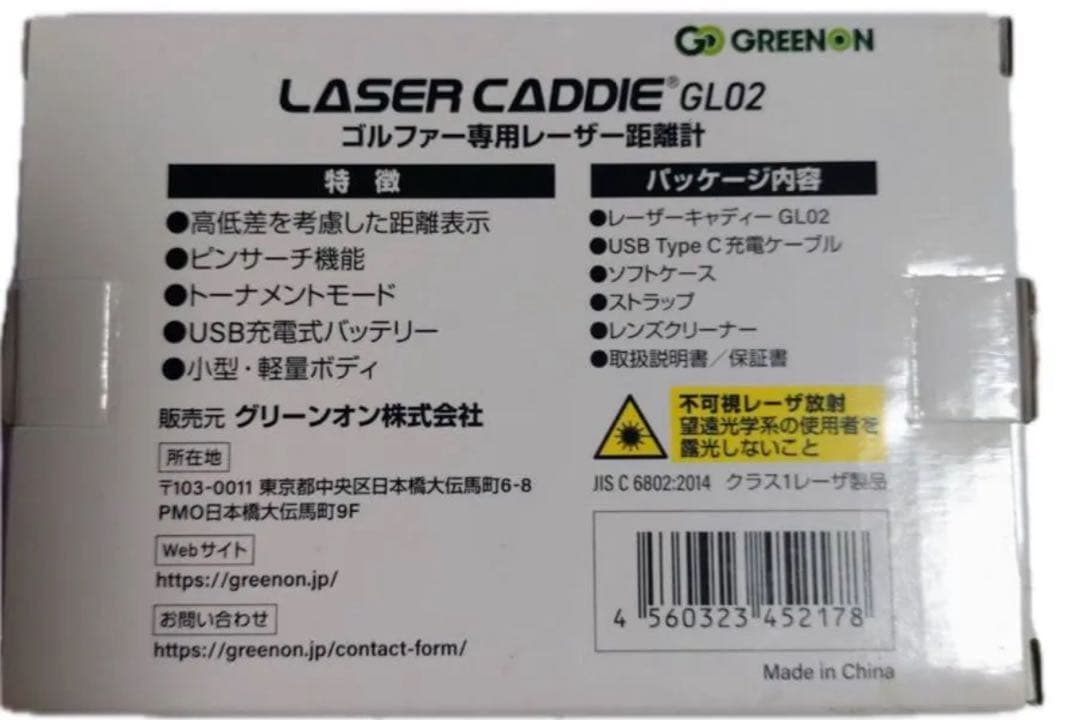 GREENON
LASER CADDIE® GL02
ゴルファー専用レーザー距離計
特 徴
●高低差を考慮した距離表示
●ピンサーチ機能
●トーナメントモード
●USB充電式バッテリー
●小型・軽量ボディ
販売元 グリーンオン株式会社
所在地
〒103-0011 東京都中央区日本橋大伝馬町6-8
PMO日本橋大伝馬町9F
Webサイト
https://greenon.jp/
お問い合わせ
https://greenon.jp/contact-form/
パッケージ内容
●レーザーキャディー GL02
●USB Type C 充電ケーブル
●ソフトケース
●ストラップ
●レンズクリーナー
●取扱説明書／保証書
不可視レーザ放射
望遠光学系の使用者を
露光しないこと
JIS C 6802:2014 クラス1レーザ製品
4 560323 452178
Made in China